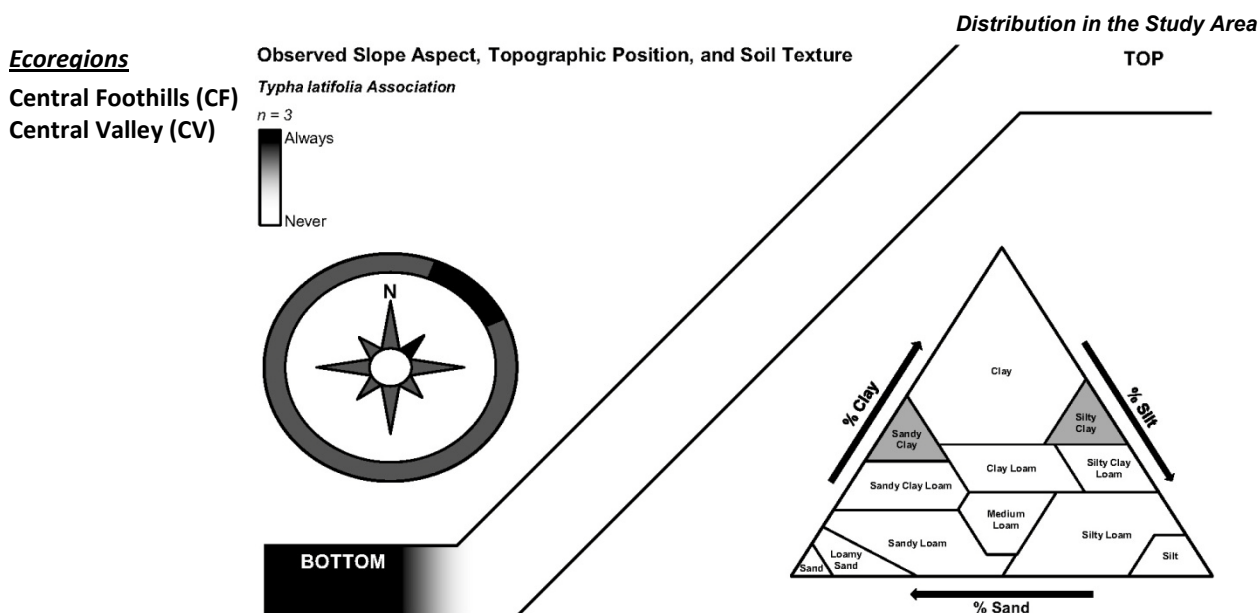 Distribution in the Study Area
Ecoregions
Central Foothills (CF)
Central Valley (CV)
Observed Slope Aspect, Topographic Position, and Soil Texture
Typha latifolia Association
n = 3
Always
Never
N
TOP
BOTTOM
% Clay
% Silt
Clay
Sandy
Clay
Silty
Clay
Clay Loam
Silty Clay
Loam
Sandy Clay Loam
Medium
Loam
Sandy Loam
Silty Loam
Loamy
Sand
Sand
Silt
% Sand